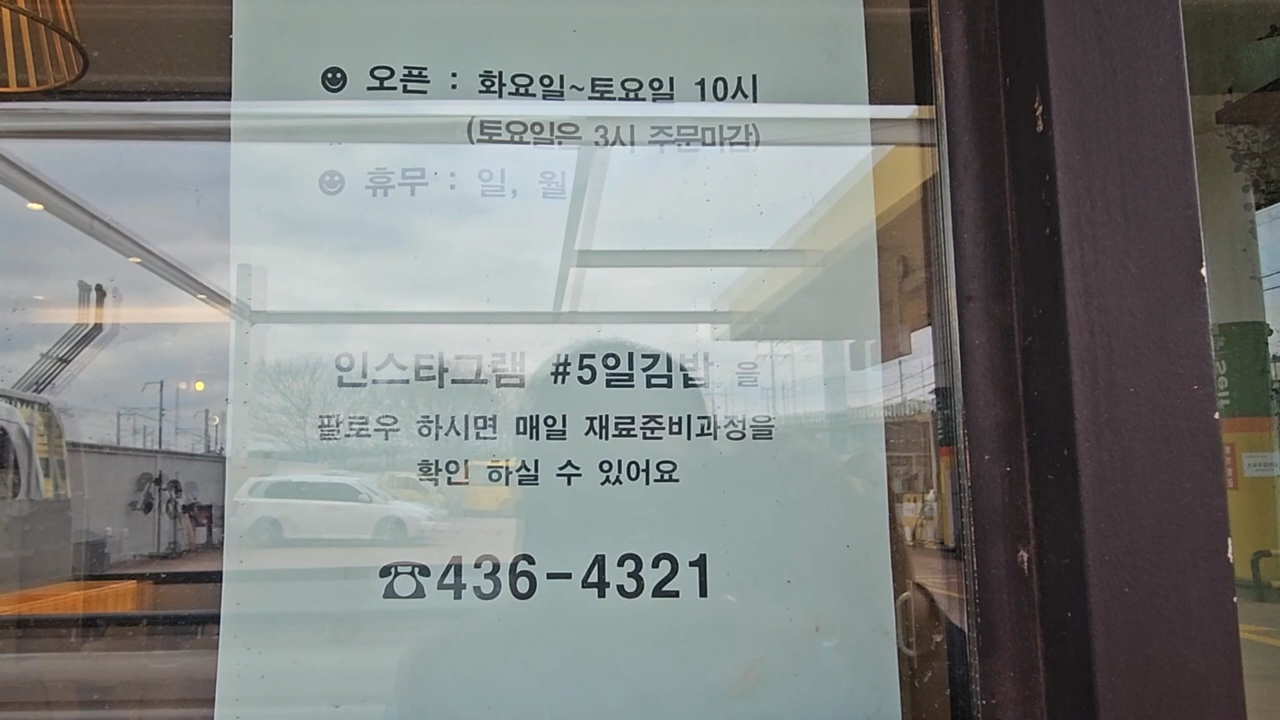 ☻ 오픈 : 화요일~토요일 10시
(토요일은 3시 주문마감)
☻ 휴무 : 일, 월
인스타그램 #5일김밥 을
팔로우 하시면 매일 재료준비과정을
확인 하실 수 있어요
☎436-4321
Self